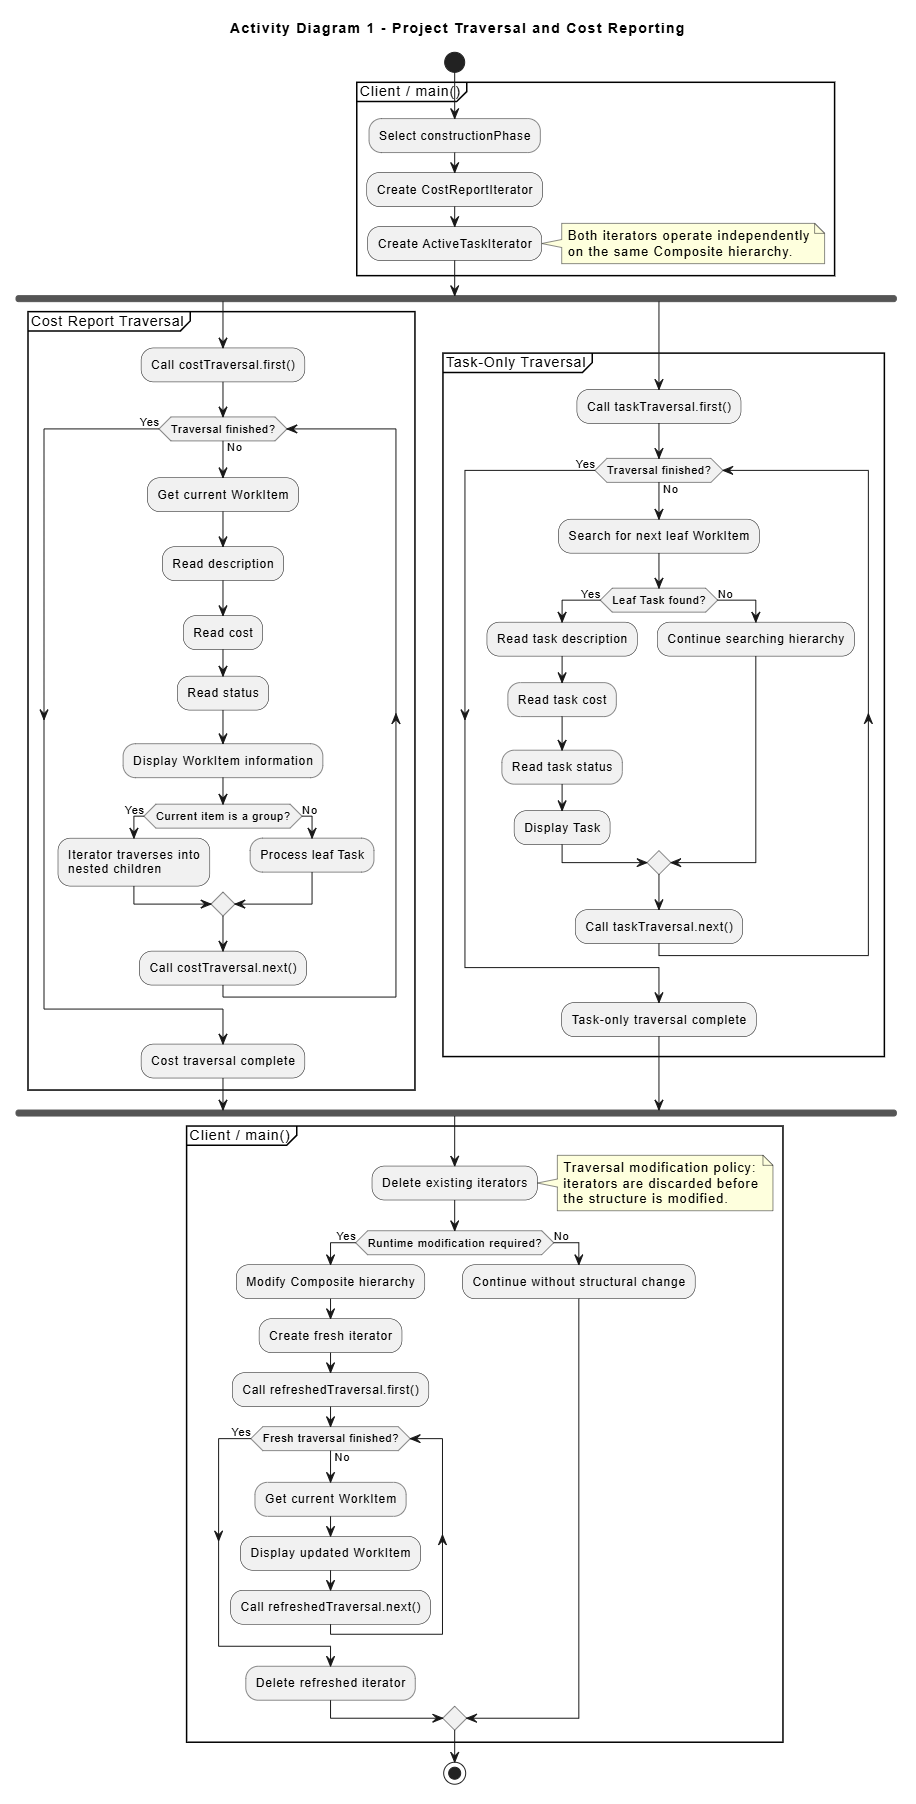 Activity Diagram 1 - Project Traversal and Cost Reporting
Client / main()
Select constructionPhase
Create CostReportIterator
Create ActiveTaskIterator
Both iterators operate independently
on the same Composite hierarchy.
Cost Report Traversal
Call costTraversal.first()
Yes
Traversal finished?
No
Get current WorkItem
Read description
Read cost
Read status
Display WorkItem information
Yes
Current item is a group?
No
Iterator traverses into
nested children
Process leaf Task
Call costTraversal.next()
Cost traversal complete
Task-Only Traversal
Call taskTraversal.first()
Yes
Traversal finished?
No
Search for next leaf WorkItem
Yes
Leaf Task found?
No
Read task description
Continue searching hierarchy
Read task cost
Read task status
Display Task
Call taskTraversal.next()
Task-only traversal complete
Client / main()
Delete existing iterators
Traversal modification policy:
iterators are discarded before
the structure is modified.
Yes
Runtime modification required?
No
Modify Composite hierarchy
Continue without structural change
Create fresh iterator
Call refreshedTraversal.first()
Yes
Fresh traversal finished?
No
Get current WorkItem
Display updated WorkItem
Call refreshedTraversal.next()
Delete refreshed iterator